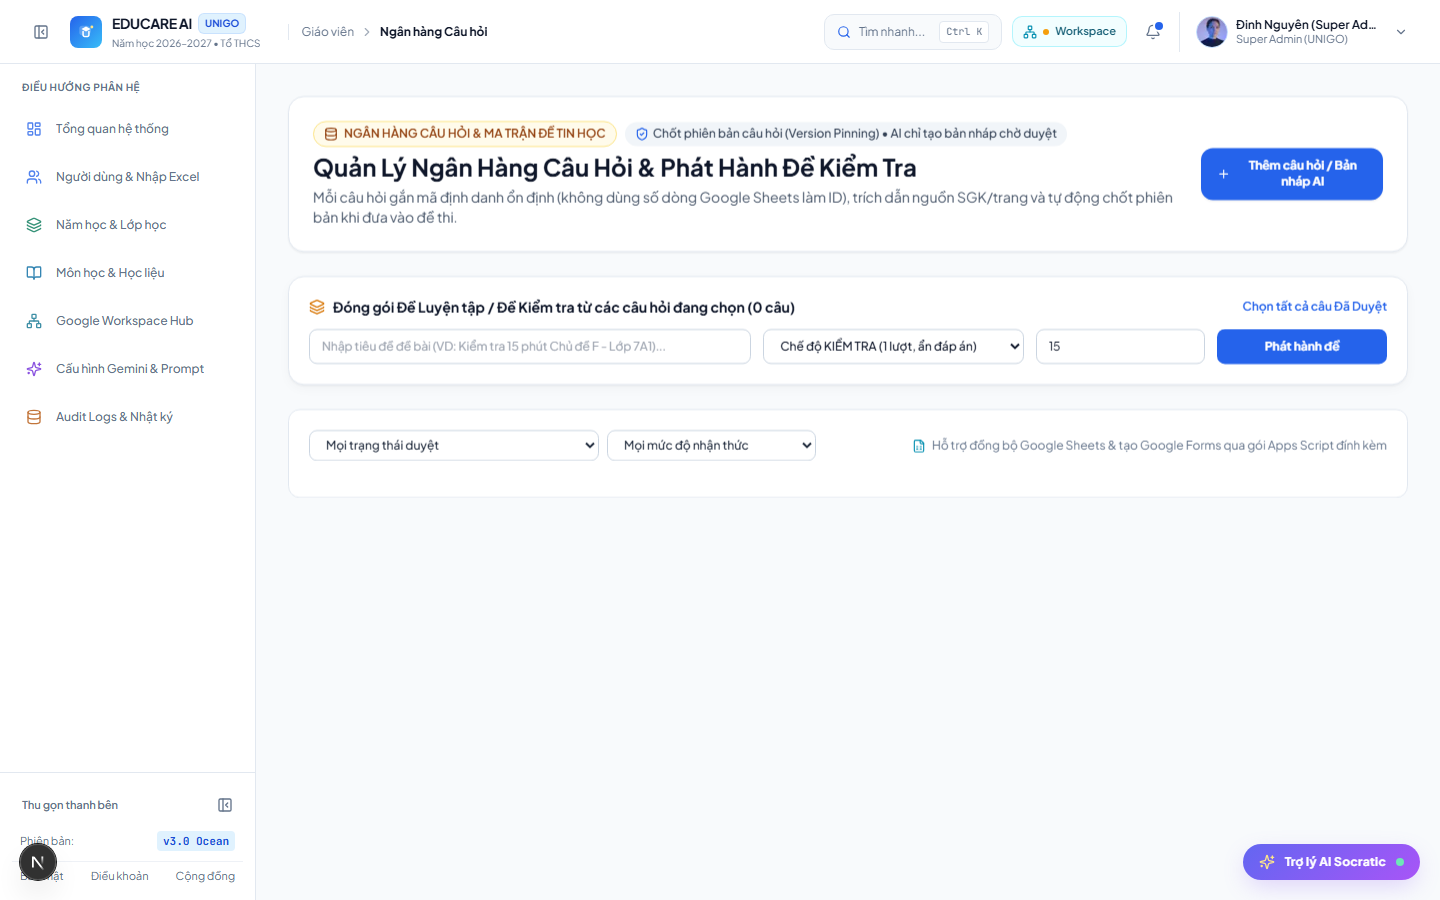 EDUCARE AI UNIGO
Năm học 2026-2027 • Tổ THCS
Giáo viên > Ngân hàng Câu hỏi
Tìm nhanh... Ctrl K
Workspace
Đinh Nguyên (Super Ad...
Super Admin (UNIGO)
ĐIỀU HƯỚNG PHÂN HỆ
Tổng quan hệ thống
Người dùng & Nhập Excel
Năm học & Lớp học
Môn học & Học liệu
Google Workspace Hub
Cấu hình Gemini & Prompt
Audit Logs & Nhật ký
NGÂN HÀNG CÂU HỎI & MA TRẬN ĐỀ TIN HỌC
Chốt phiên bản câu hỏi (Version Pinning) • AI chỉ tạo bản nháp chờ duyệt
Quản Lý Ngân Hàng Câu Hỏi & Phát Hành Đề Kiểm Tra
Mỗi câu hỏi gắn mã định danh ổn định (không dùng số dòng Google Sheets làm ID), trích dẫn nguồn SGK/trang và tự động chốt phiên
bản khi đưa vào đề thi.
Thêm câu hỏi / Bản
nháp AI
Đóng gói Đề Luyện tập / Đề Kiểm tra từ các câu hỏi đang chọn (0 câu)
Chọn tất cả câu Đã Duyệt
Nhập tiêu đề đề bài (VD: Kiểm tra 15 phút Chủ đề F - Lớp 7A1)...
Chế độ KIỂM TRA (1 lượt, ẩn đáp án)
15
Phát hành đề
Mọi trạng thái duyệt
Mọi mức độ nhận thức
Hỗ trợ đồng bộ Google Sheets & tạo Google Forms qua gói Apps Script đính kèm
Thu gọn thanh bên
Phiên bản: v3.0 Ocean
Điều khoản
Cộng đồng
N
Trợ lý AI Socratic